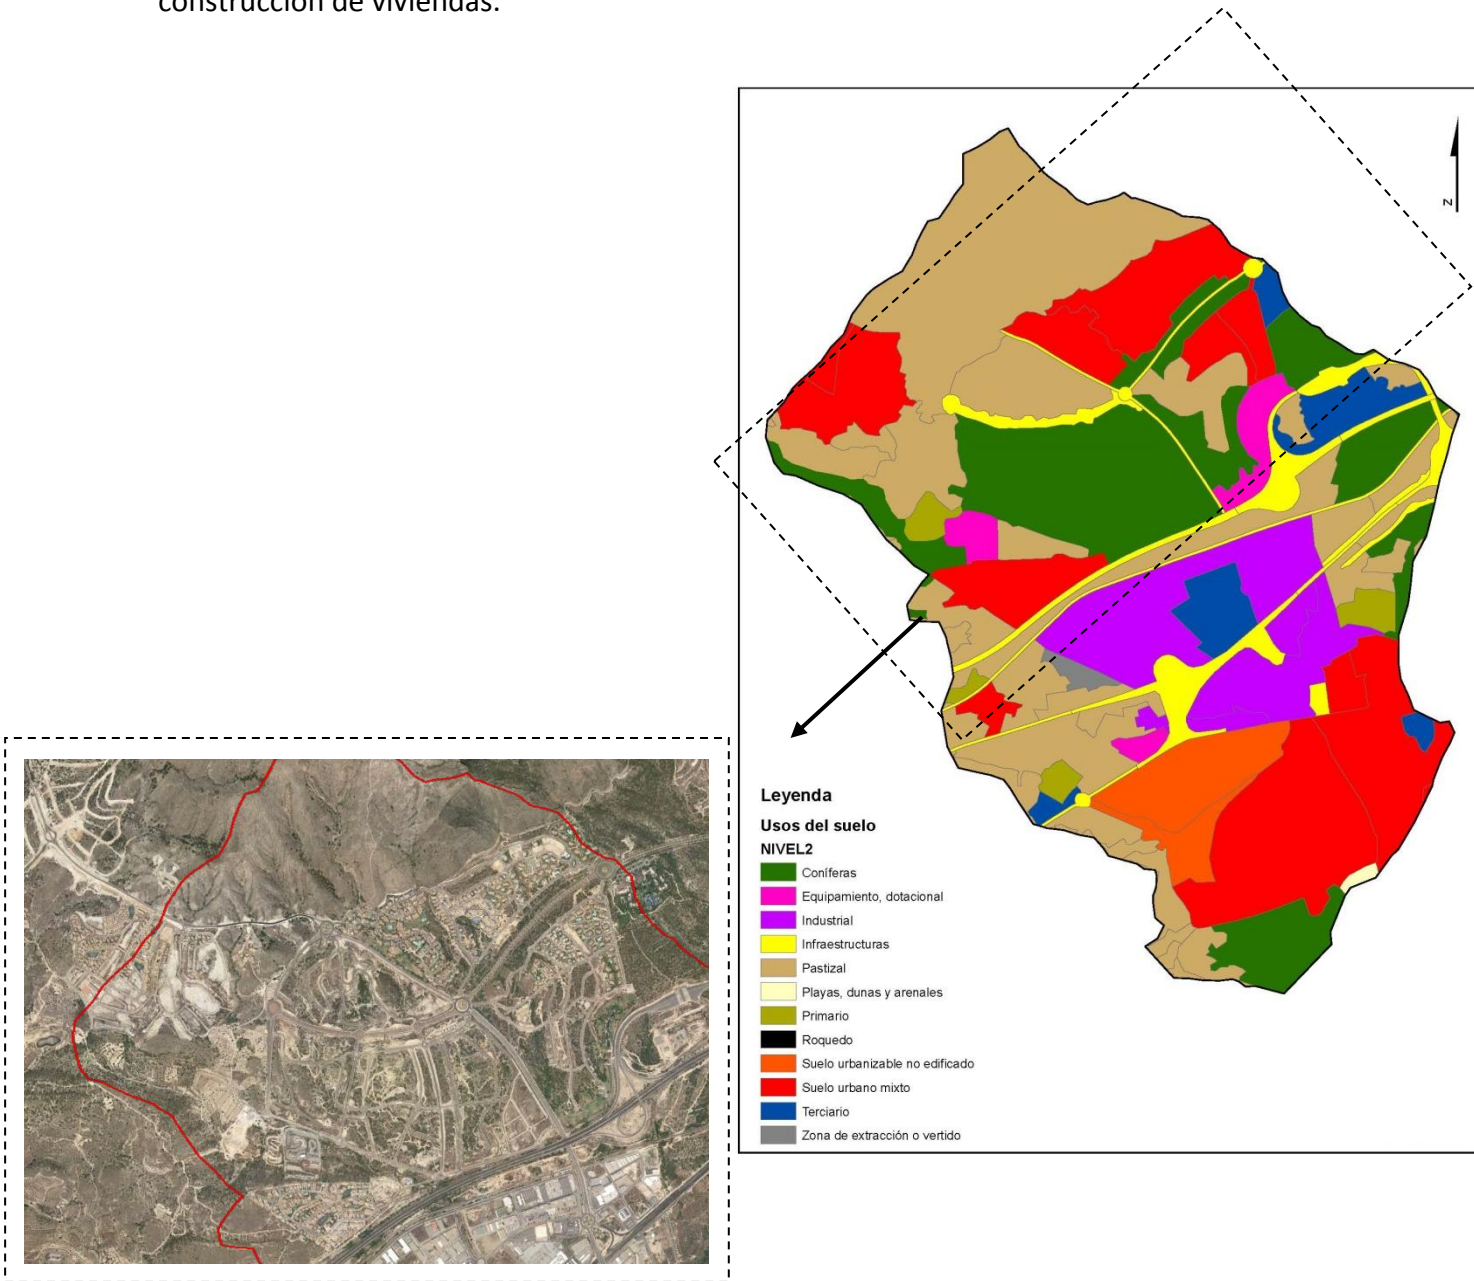 construcción de viviendas.
N
Leyenda
Usos del suelo
NIVEL2
Coníferas
Equipamiento, dotacional
Industrial
Infraestructuras
Pastizal
Playas, dunas y arenales
Primario
Roquedo
Suelo urbanizable no edificado
Suelo urbano mixto
Terciario
Zona de extracción o vertido